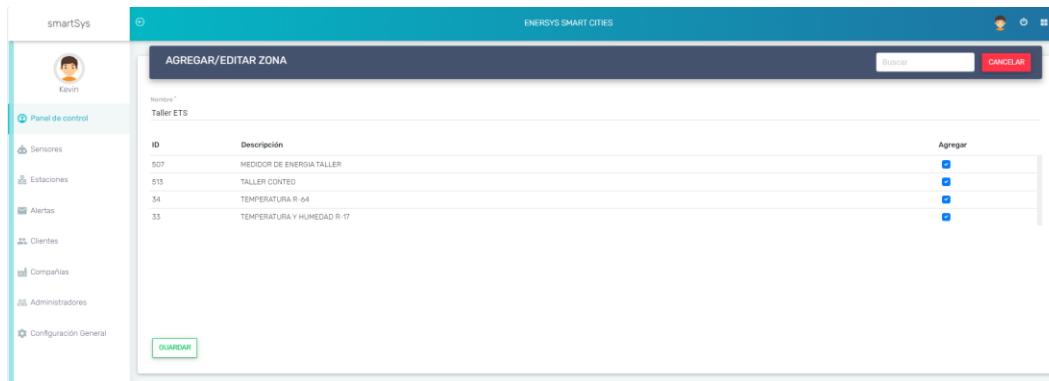 smartSys
ENERSYS SMART CITIES
Kevin
Panel de control
Sensores
Estaciones
Alertas
Clientes
Compañias
Administradores
Configuración General
AGREGAR/EDITAR ZONA
Buscar
CANCELAR
Nombre *
Taller ETS
ID Descripción Agregar
507 MEDIDOR DE ENERGIA TALLER
513 TALLER CONTEO
34 TEMPERATURA R-64
33 TEMPERATURA Y HUMEDAD R-17
GUARDAR